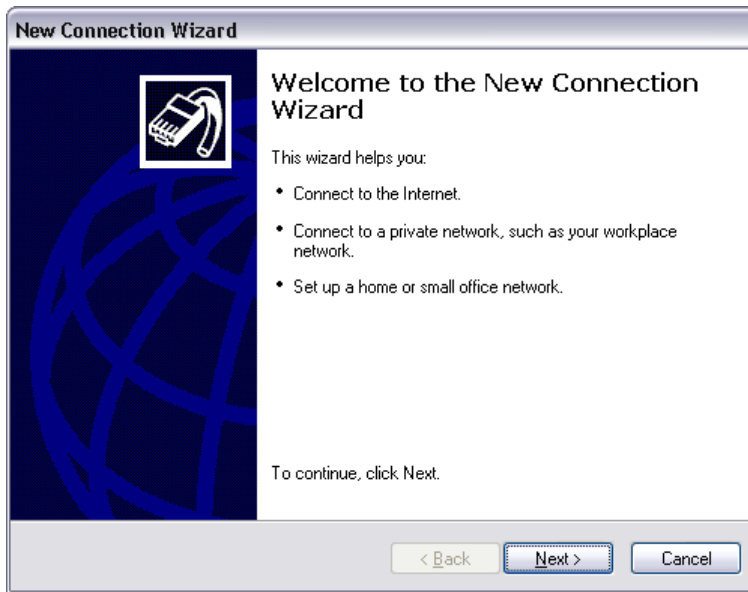 New Connection Wizard
Welcome to the New Connection
Wizard
This wizard helps you:
• Connect to the Internet.
• Connect to a private network, such as your workplace
network.
• Set up a home or small office network.
To continue, click Next.
< Back
Next >
Cancel